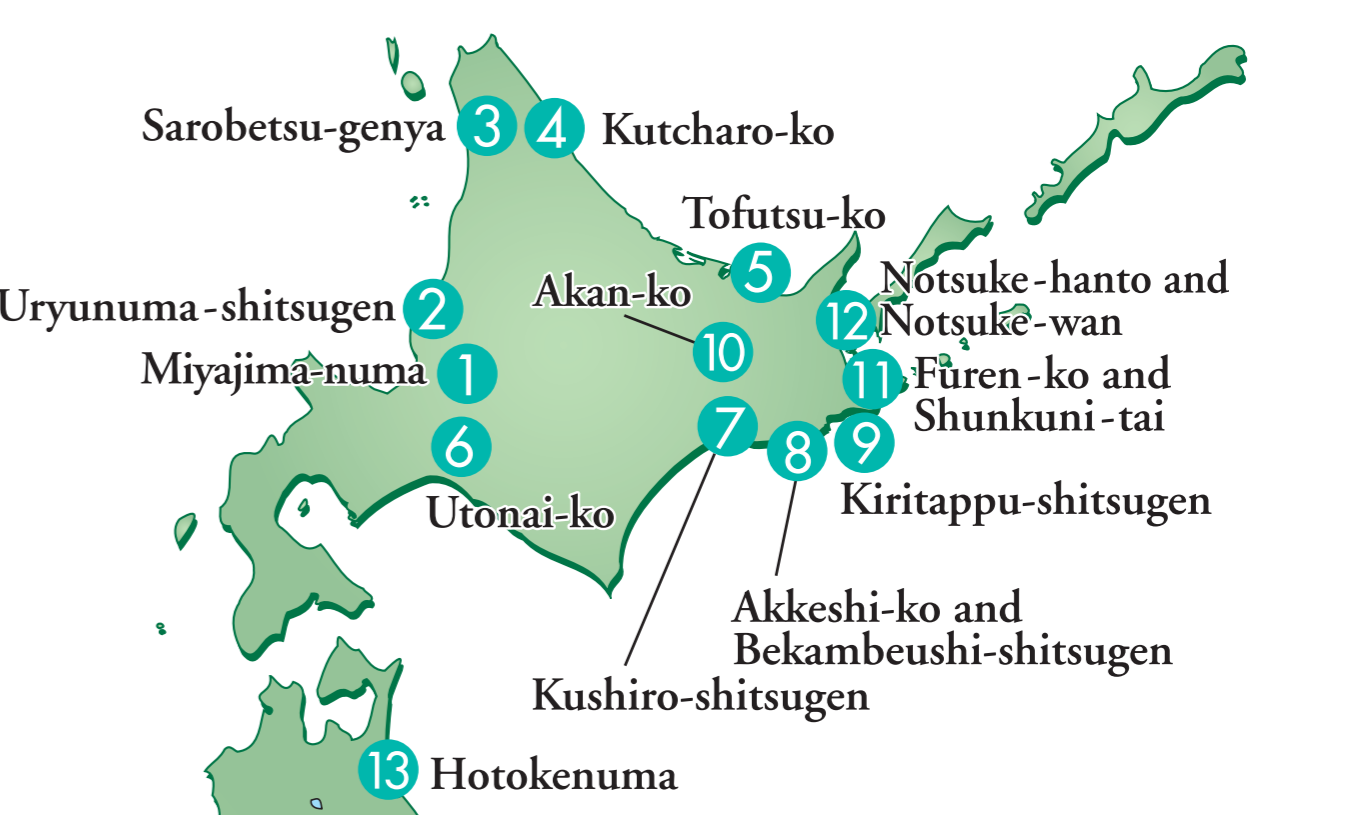 Sarobetsu-genya 3 4 Kutcharo-ko
Tofutsu-ko
5
Notsuke-hanto and
Notsuke-wan
12
Akan-ko
10
Uryunuma-shitsugen 2
Miyajima-numa 1
11 Furen-ko and
Shunkuni-tai
6
Utonai-ko
7
8
9
Kiritappu-shitsugen
Akkeshi-ko and
Bekambeushi-shitsugen
Kushiro-shitsugen
13 Hotokenuma